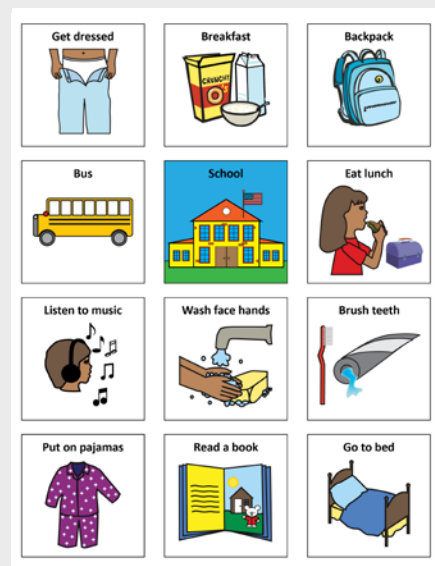 Get dressed
Breakfast
Backpack
CRUNCHY
O's
Bus
School
Eat lunch
Listen to music
Wash face hands
Brush teeth
Put on pajamas
Read a book
Go to bed